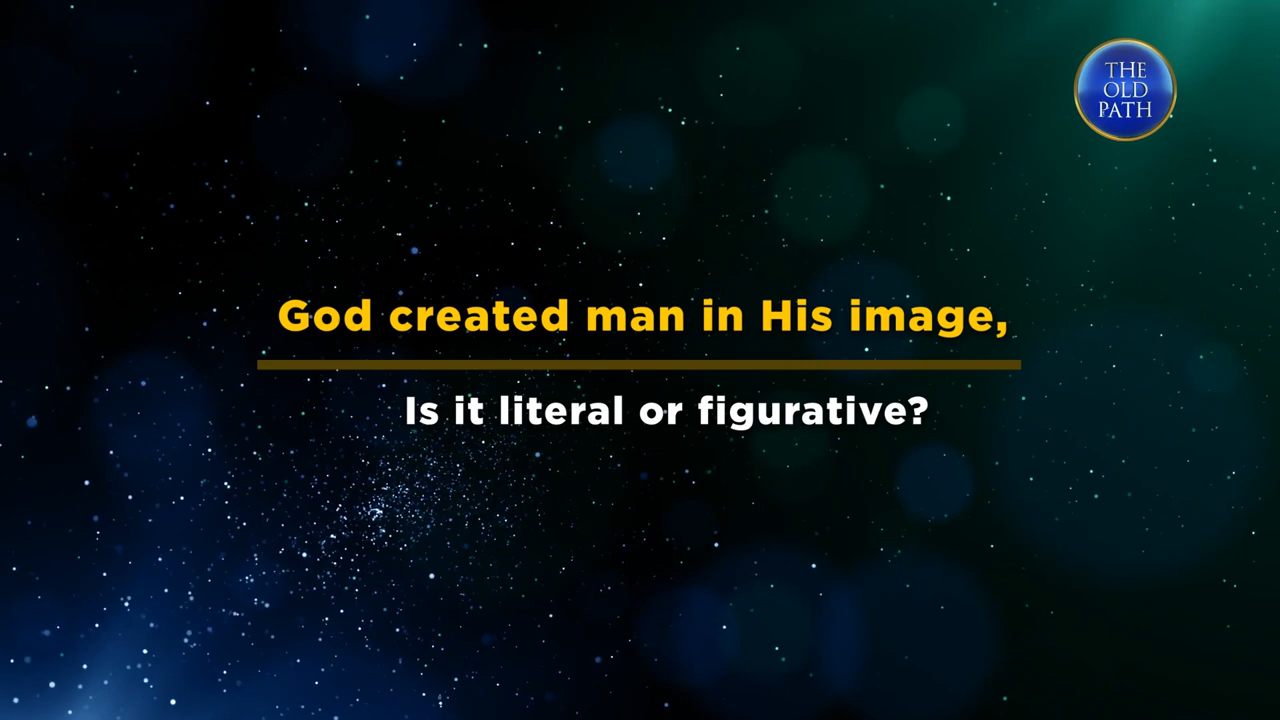 THE
OLD
PATH
God created man in His image,
Is it literal or figurative?